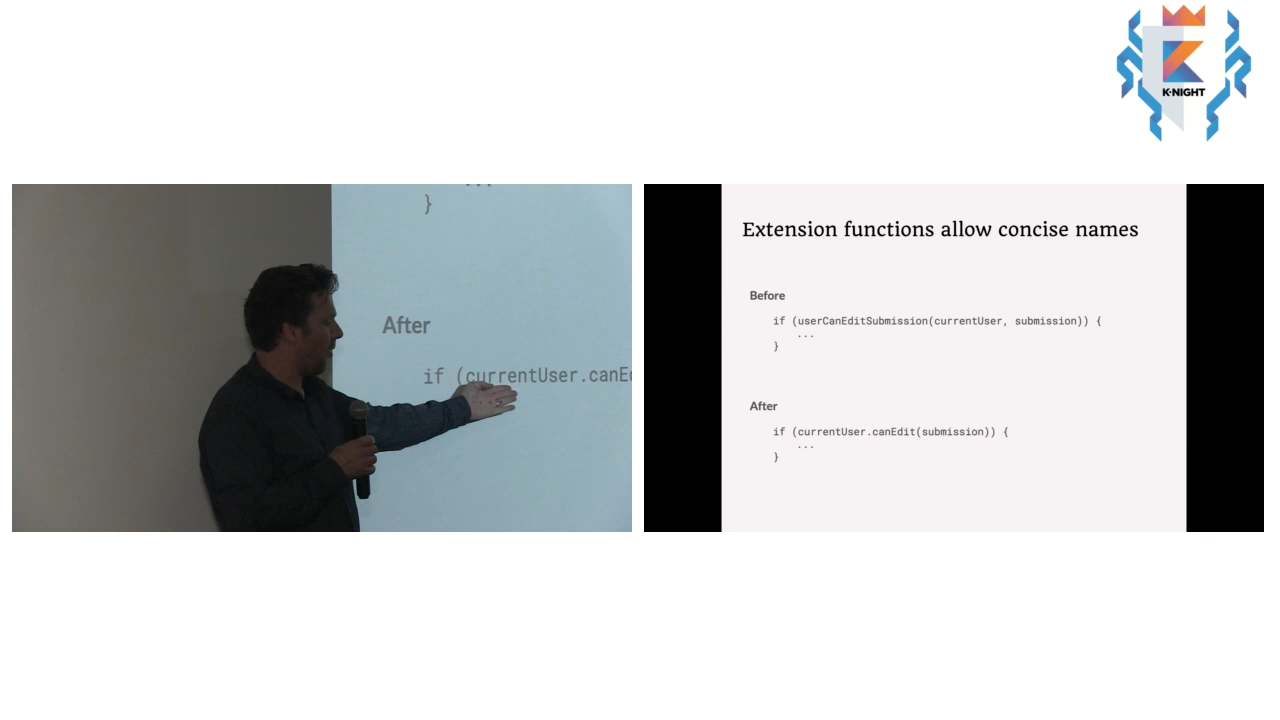 K·NIGHT
}
After
if (currentUser.canEd
Extension functions allow concise names
Before
if (userCanEditSubmission(currentUser, submission)) {
...
}
After
if (currentUser.canEdit(submission)) {
...
}